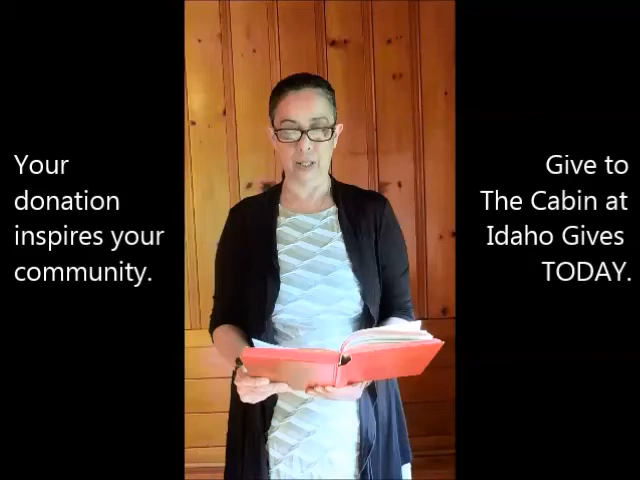 Your
donation
inspires your
community.
Give to
The Cabin at
Idaho Gives
TODAY.